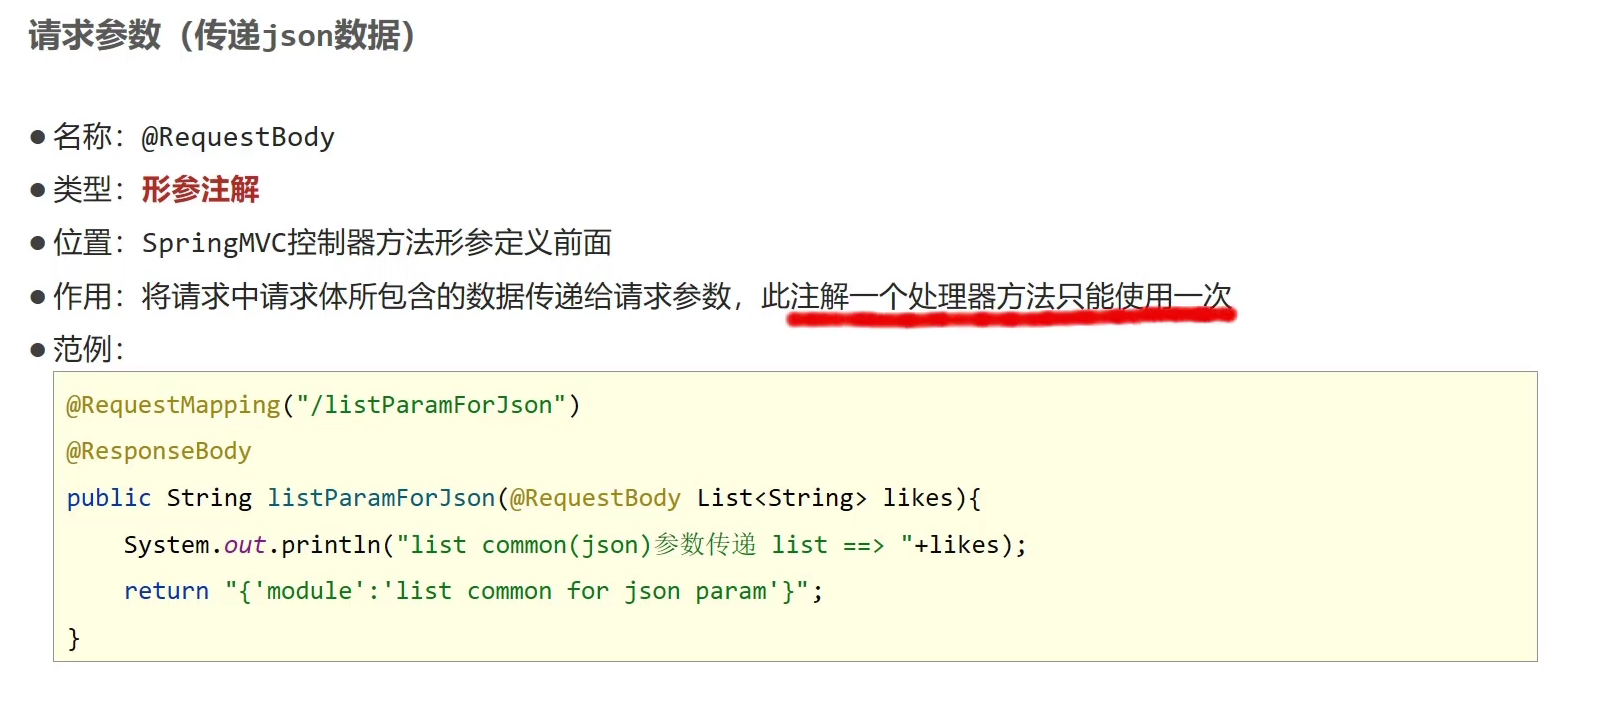 请求参数（传递json数据）
● 名称：@RequestBody
● 类型：形参注解
● 位置：SpringMVC控制器方法形参定义前面
● 作用：将请求中请求体所包含的数据传递给请求参数，此注解一个处理器方法只能使用一次
● 范例：
@RequestMapping("/listParamForJson")
@ResponseBody
public String listParamForJson(@RequestBody List<String> likes){
    System.out.println("list common(json)参数传递 list ==> "+likes);
    return "{'module':'list common for json param'}";
}